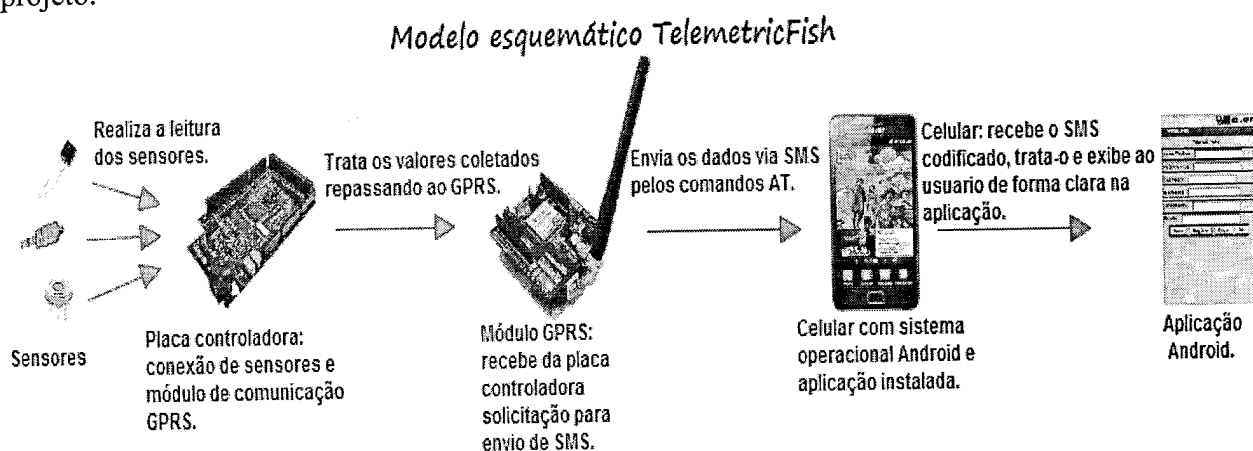 projeto.
Modelo esquemático TelemetricFish
Realiza a leitura
dos sensores.
Sensores
Placa controladora:
conexão de sensores e
módulo de comunicação
GPRS.
Trata os valores coletados
repassando ao GPRS.
Módulo GPRS:
recebe da placa
controladora
solicitação para
envio de SMS.
Envia os dados via SMS
pelos comandos AT.
Celular com sistema
operacional Android e
aplicação instalada.
Celular: recebe o SMS
codificado, trata-o e exibe ao
usuario de forma clara na
aplicação.
Aplicação
Android.